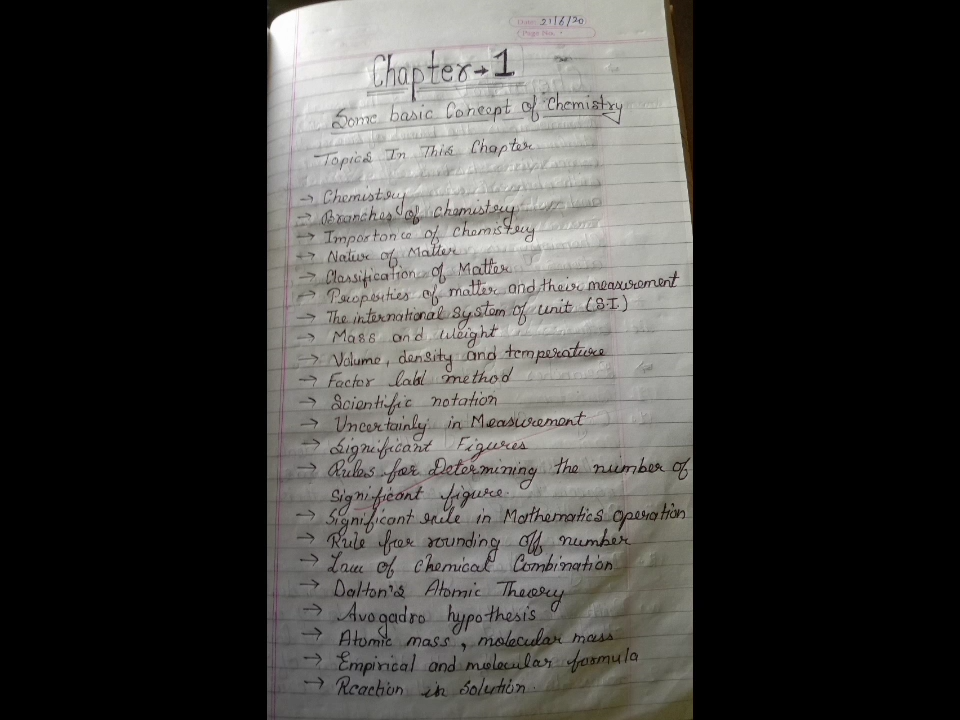 Date: 21/6/20
Page No.
Chapter → 1
Some basic Concept of Chemistry
Topics In This Chapter
→ Chemistry
→ Branches of chemistry
→ Importance of chemistry
→ Natur of Matter
→ Classification of Matter
→ Properties of matter and their measurement
→ The international system of unit (S.I)
→ Mass and weight
→ Volume, density and temperature
→ Factor labl method
→ Scientific notation
→ Uncertainly in Measurement
→ Significant Figures
→ Rules for Determining the number of
significant figure.
→ Significant rule in Mathematics operation
→ Rule for rounding off number
→ Law of chemical Combination
→ Dalton's Atomic Theory
→ Avogadro hypothesis
→ Atomic mass, molecular mass
→ Empirical and molecular formula
→ Reaction in solution.